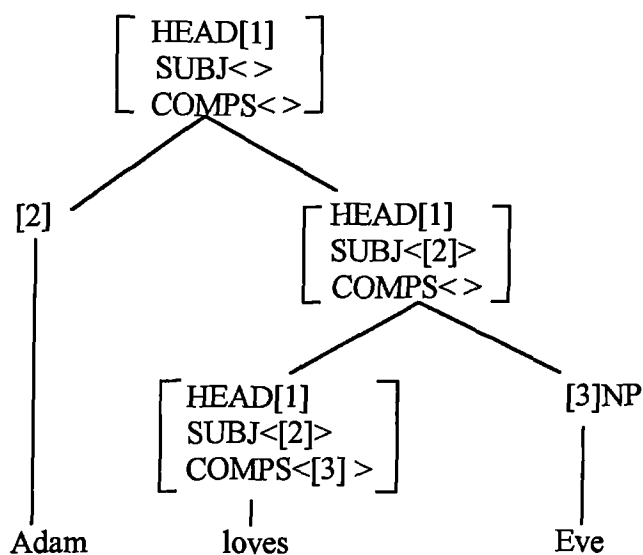 HEAD[1]
SUBJ< >
COMPS< >
[2]
HEAD[1]
SUBJ<[2]>
COMPS< >
HEAD[1]
SUBJ<[2]>
COMPS<[3] >
[3]NP
Adam loves Eve